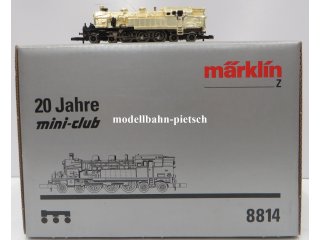 märklin
Z
20 Jahre
mini-club
modellbahn-pietsch
8814